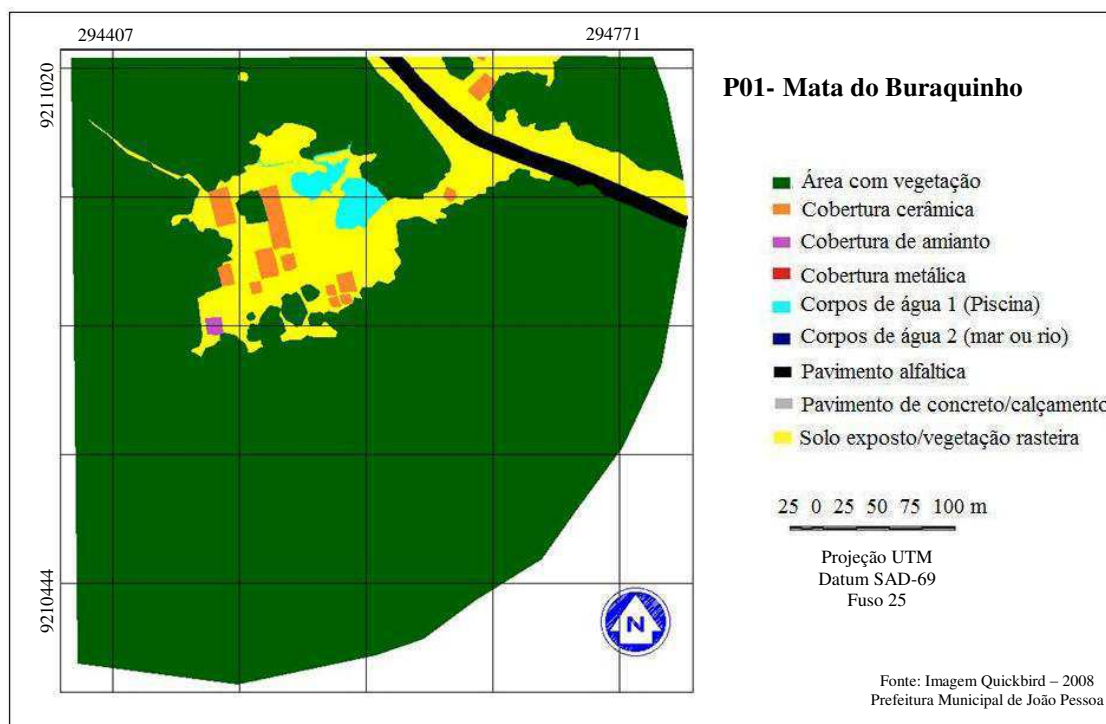 294407
294771
9211020
9210444
N
P01- Mata do Buraquinho
Área com vegetação
Cobertura cerâmica
Cobertura de amianto
Cobertura metálica
Corpos de água 1 (Piscina)
Corpos de água 2 (mar ou rio)
Pavimento alfaltica
Pavimento de concreto/calçamento
Solo exposto/vegetação rasteira
25 0 25 50 75 100 m
Projeção UTM
Datum SAD-69
Fuso 25
Fonte: Imagem Quickbird – 2008
Prefeitura Municipal de João Pessoa